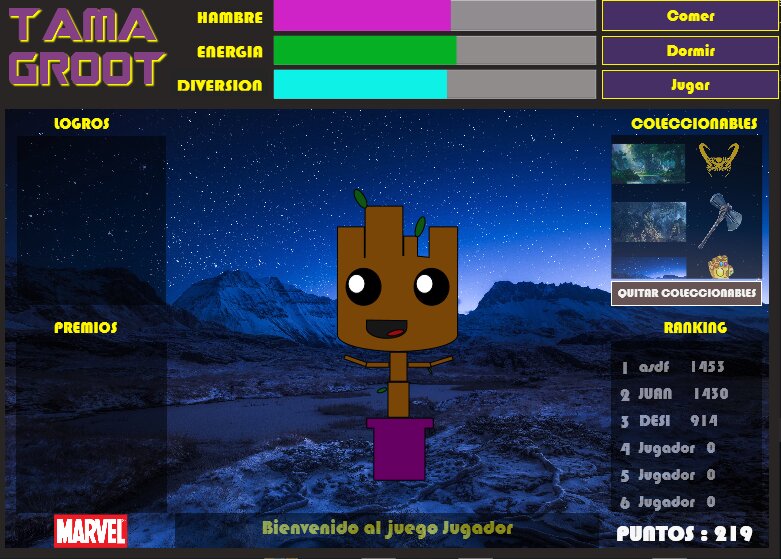 TAMA
GROOT
HAMBRE
Comer
ENERGIA
Dormir
DIVERSION
Jugar
LOGROS
COLECCIONABLES
QUITAR COLECCIONABLES
PREMIOS
RANKING
1 asdf 1453
2 JUAN 1430
3 DESI 914
4 Jugador 0
5 Jugador 0
6 Jugador 0
MARVEL
Bienvenido al juego Jugador
PUNTOS : 219